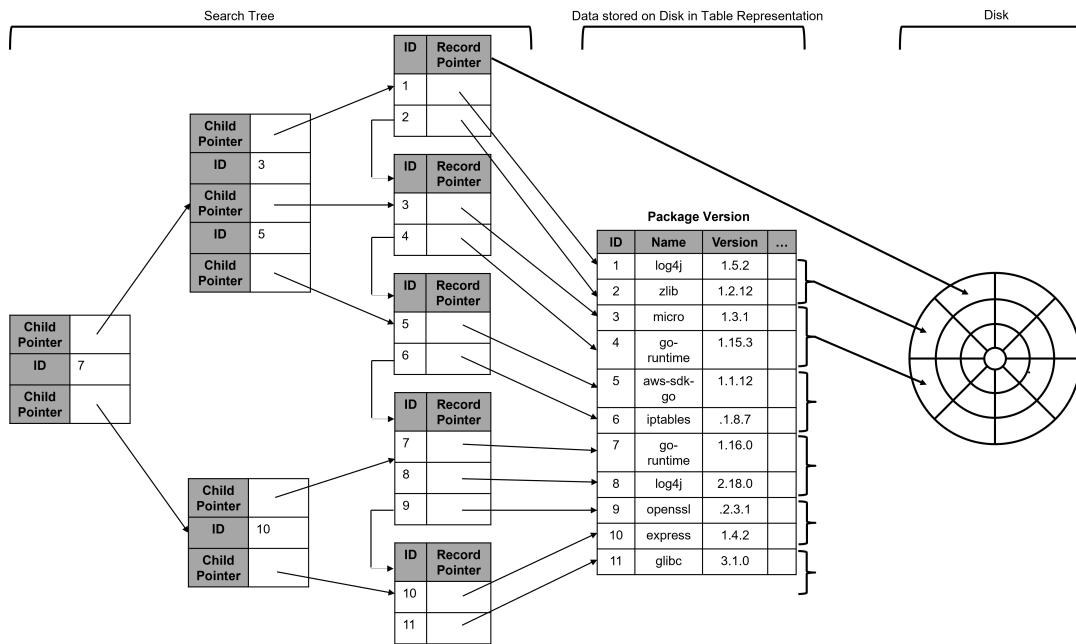 Search Tree
Data stored on Disk in Table Representation
Disk
Child
Pointer
ID 7
Child
Pointer
Child
Pointer
ID 3
Child
Pointer
ID 5
Child
Pointer
Child
Pointer
ID 10
Child
Pointer
ID Record
Pointer
1
2
ID Record
Pointer
3
4
ID Record
Pointer
5
6
ID Record
Pointer
7
8
9
ID Record
Pointer
10
11
Package Version
ID Name Version ...
1 log4j 1.5.2
2 zlib 1.2.12
3 micro 1.3.1
4 go-
runtime 1.15.3
5 aws-sdk-
go 1.1.12
6 iptables .1.8.7
7 go-
runtime 1.16.0
8 log4j 2.18.0
9 openssl .2.3.1
10 express 1.4.2
11 glibc 3.1.0